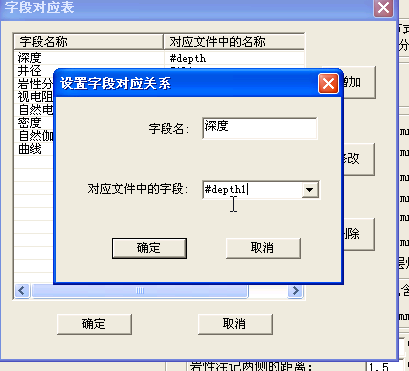 字段对应表
字段名称 对应文件中的名称
深度 #depth
井径
岩性分
视电阻
自然电
密度
自然伽
曲线
设置字段对应关系
字段名: 深度
对应文件中的字段: #depth1
确定 取消
增加
修改
删除
确定 取消
岩性注记两侧的距离: 1.5